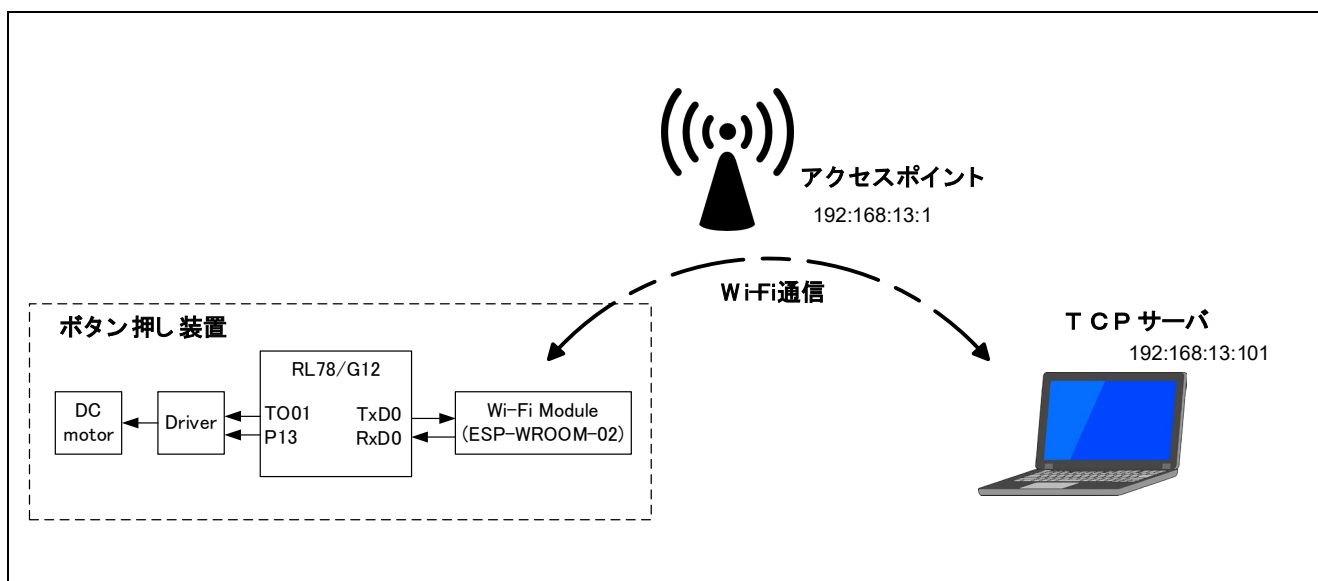 アクセスポイント
192:168:13:1
Wi-Fi通信
ＴＣＰサーバ
192:168:13:101
ボタン押し装置
RL78/G12
DC
motor
Driver
TO01
P13
TxD0
RxD0
Wi-Fi Module
(ESP-WROOM-02)